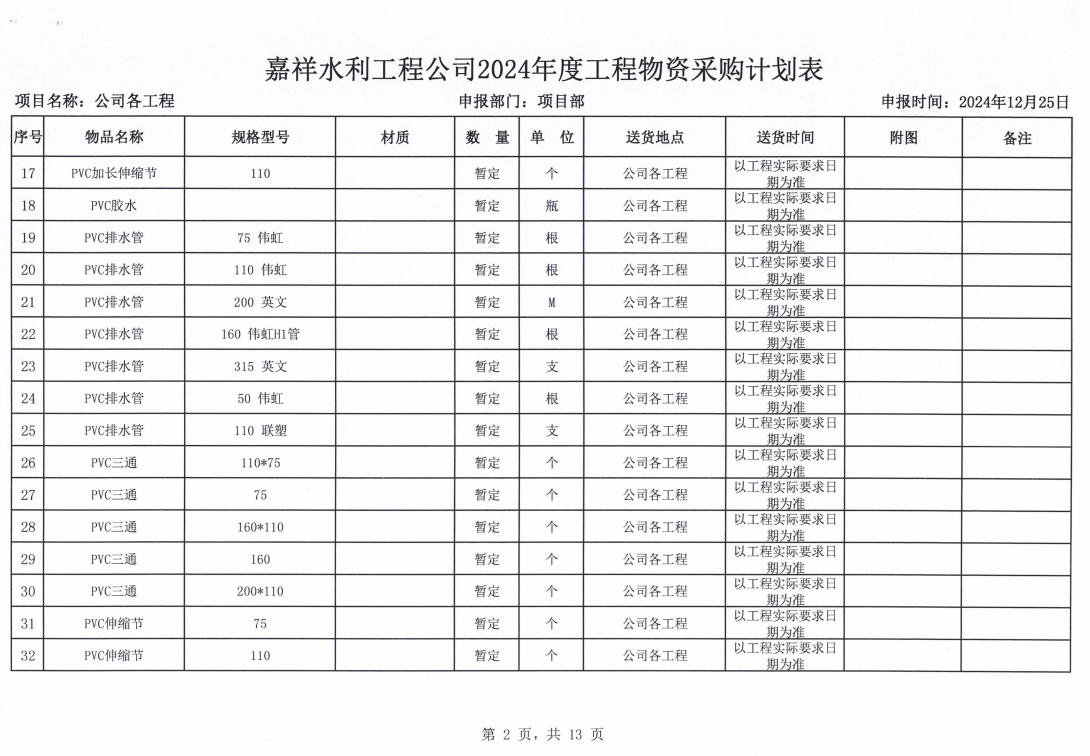 嘉祥水利工程公司2024年度工程物资采购计划表
项目名称：公司各工程 申报部门：项目部 申报时间：2024年12月25日
序号 物品名称 规格型号 材质 数 量 单 位 送货地点 送货时间 附图 备注
17 PVC加长伸缩节 110 暂定 个 公司各工程 以工程实际要求日期为准
18 PVC胶水 暂定 瓶 公司各工程 以工程实际要求日期为准
19 PVC排水管 75 伟虹 暂定 根 公司各工程 以工程实际要求日期为准
20 PVC排水管 110 伟虹 暂定 根 公司各工程 以工程实际要求日期为准
21 PVC排水管 200 英文 暂定 M 公司各工程 以工程实际要求日期为准
22 PVC排水管 160 伟虹H1管 暂定 根 公司各工程 以工程实际要求日期为准
23 PVC排水管 315 英文 暂定 支 公司各工程 以工程实际要求日期为准
24 PVC排水管 50 伟虹 暂定 根 公司各工程 以工程实际要求日期为准
25 PVC排水管 110 联塑 暂定 支 公司各工程 以工程实际要求日期为准
26 PVC三通 110*75 暂定 个 公司各工程 以工程实际要求日期为准
27 PVC三通 75 暂定 个 公司各工程 以工程实际要求日期为准
28 PVC三通 160*110 暂定 个 公司各工程 以工程实际要求日期为准
29 PVC三通 160 暂定 个 公司各工程 以工程实际要求日期为准
30 PVC三通 200*110 暂定 个 公司各工程 以工程实际要求日期为准
31 PVC伸缩节 75 暂定 个 公司各工程 以工程实际要求日期为准
32 PVC伸缩节 110 暂定 个 公司各工程 以工程实际要求日期为准
第 2 页，共 13 页